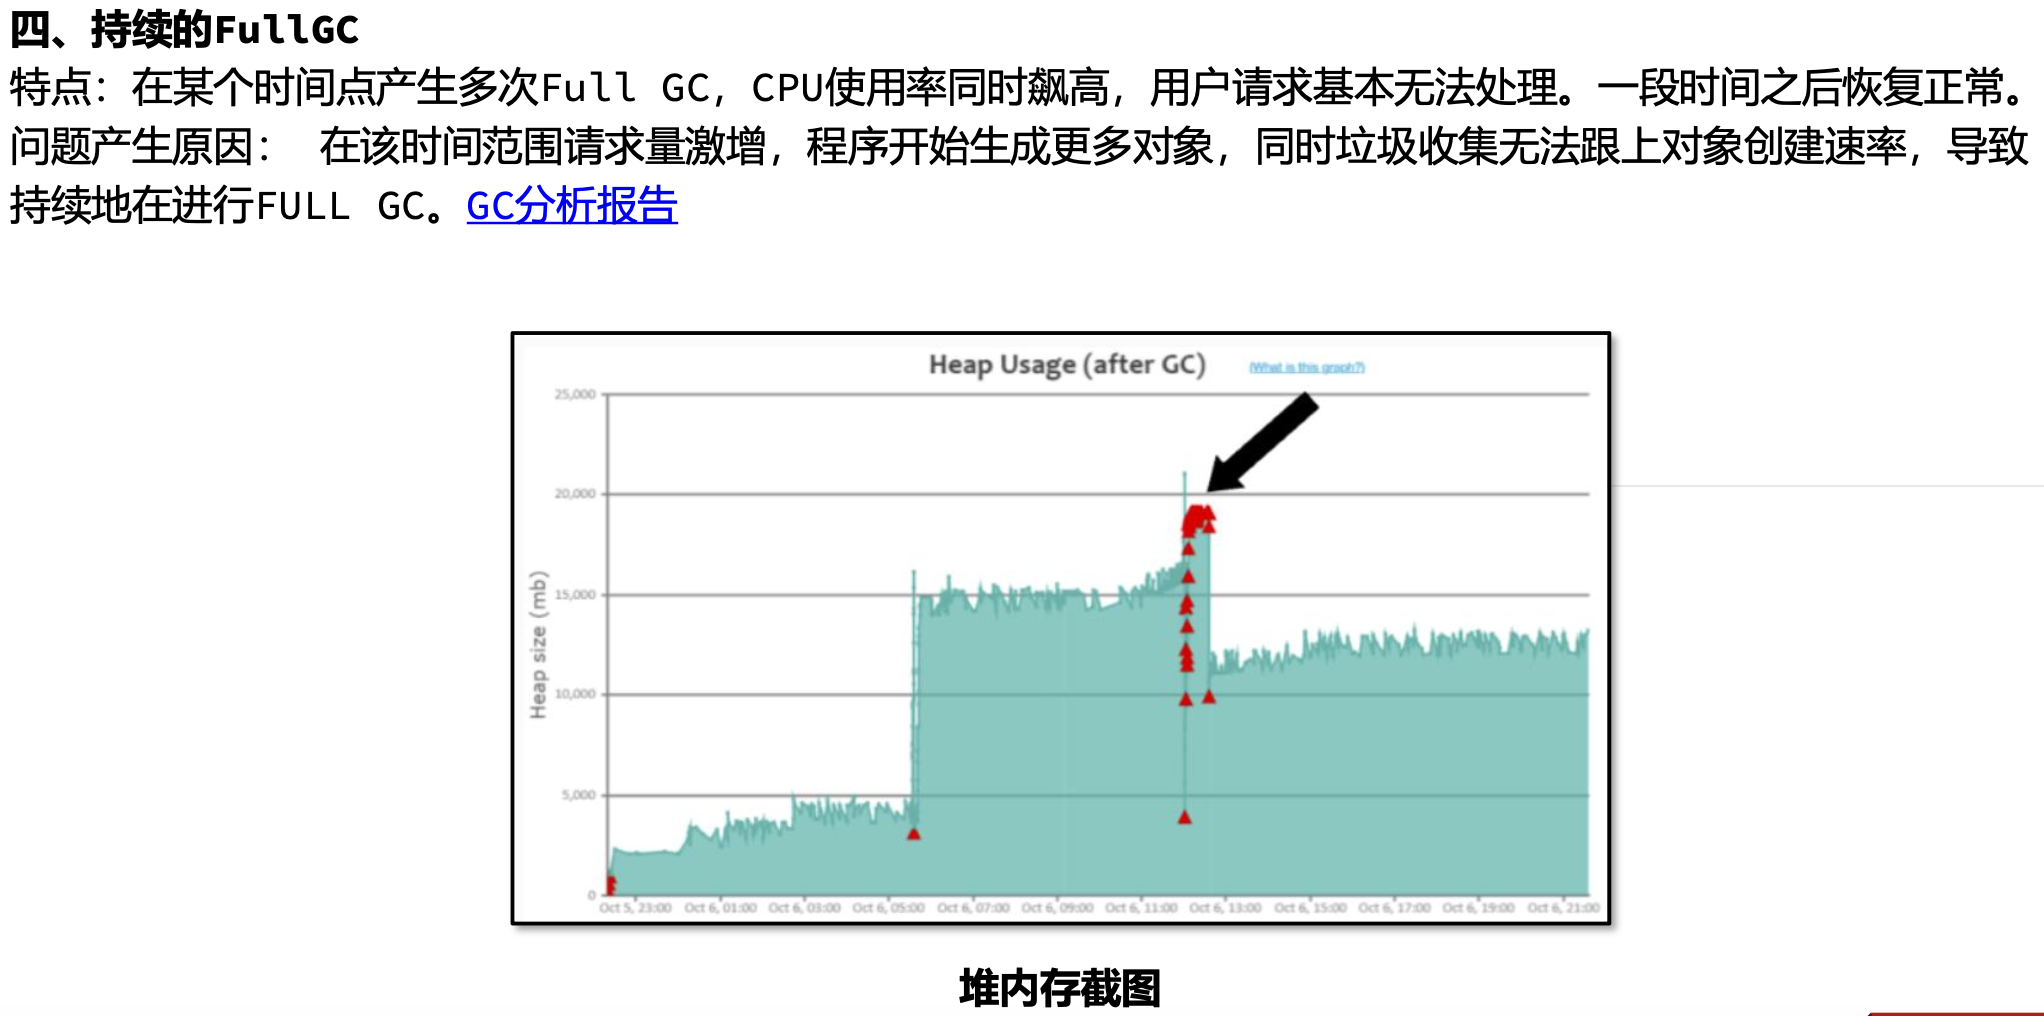 四、持续的FullGC
特点：在某个时间点产生多次Full GC，CPU使用率同时飙高，用户请求基本无法处理。一段时间之后恢复正常。
问题产生原因： 在该时间范围请求量激增，程序开始生成更多对象，同时垃圾收集无法跟上对象创建速率，导致
持续地在进行FULL GC。GC分析报告
Heap Usage (after GC) (What is this graph?)
25,000
20,000
15,000
10,000
5,000
0
Heap size (mb)
Oct 5, 23:00 Oct 6, 01:00 Oct 6, 03:00 Oct 6, 05:00 Oct 6, 07:00 Oct 6, 09:00 Oct 6, 11:00 Oct 6, 13:00 Oct 6, 15:00 Oct 6, 17:00 Oct 6, 19:00 Oct 6, 21:00
堆内存截图